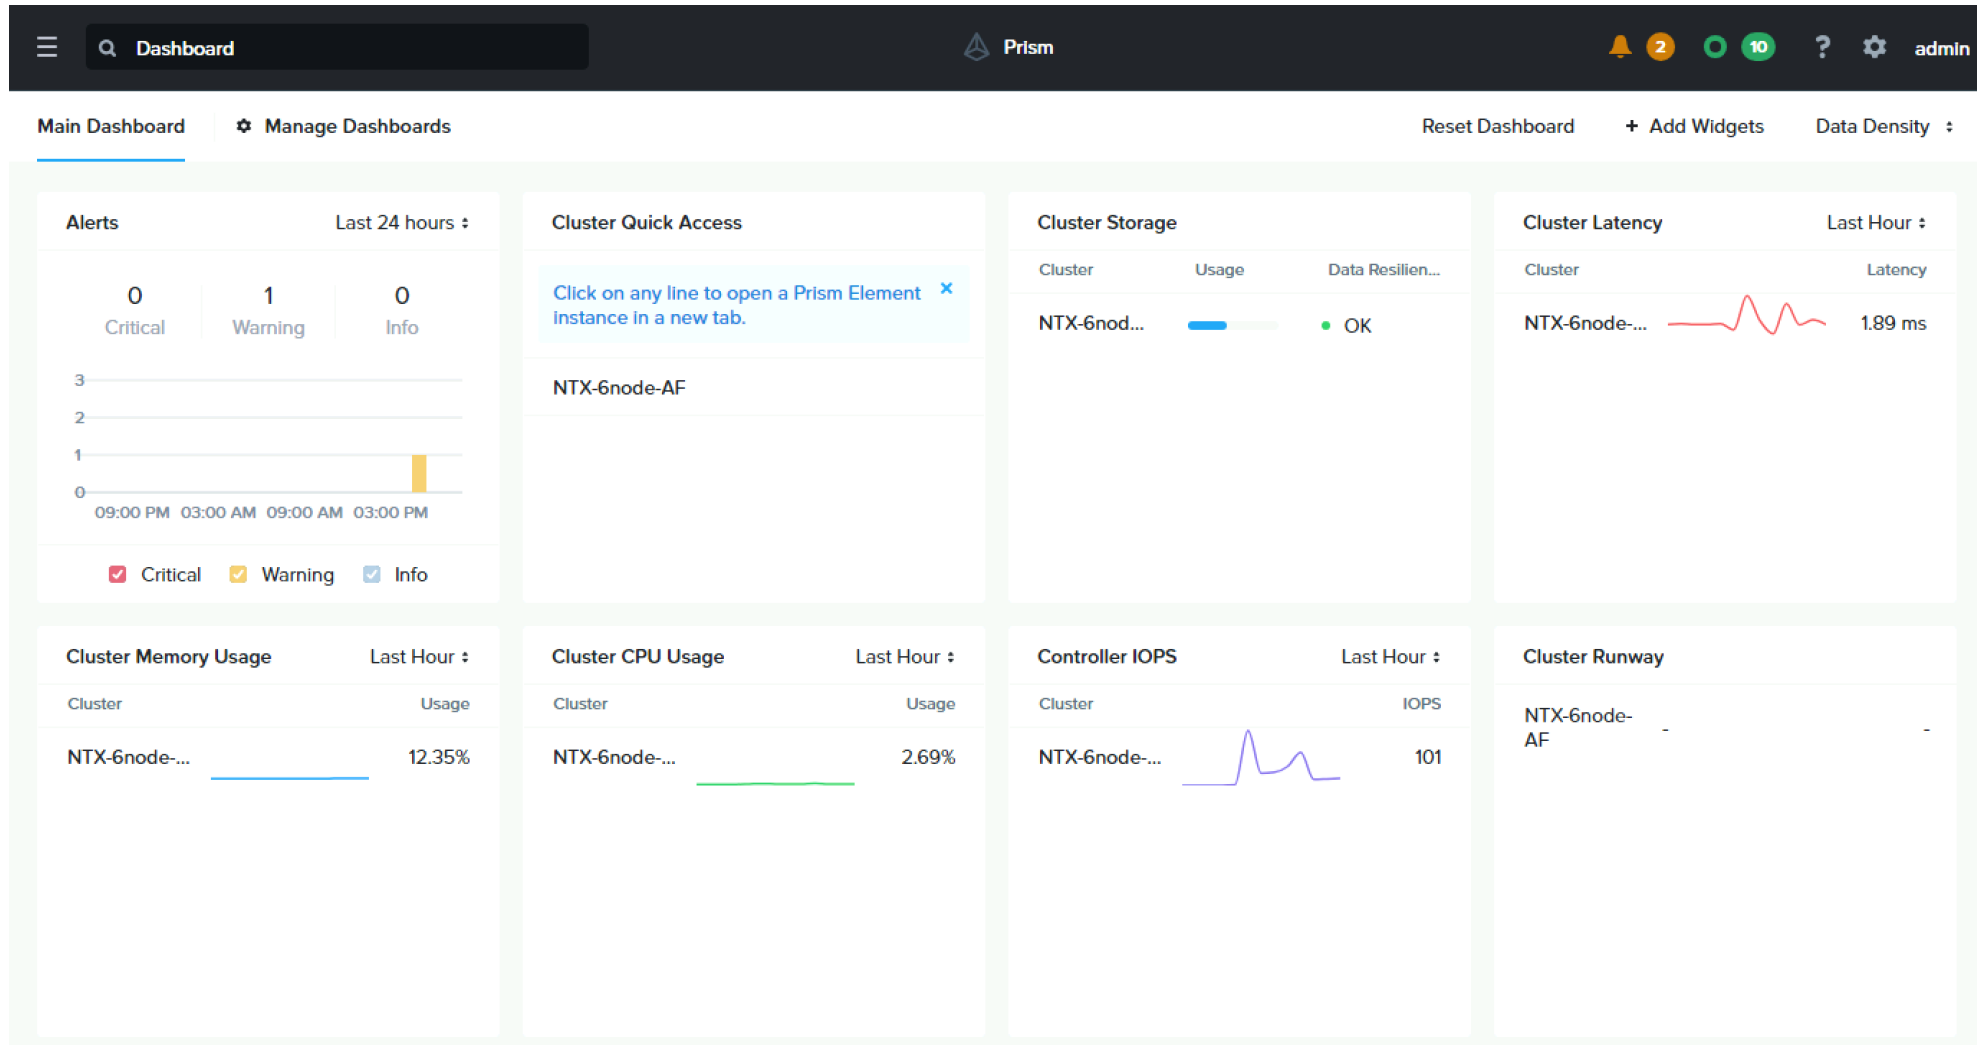 Dashboard
Prism
2
10
?
admin
Main Dashboard
Manage Dashboards
Reset Dashboard
+ Add Widgets
Data Density
Alerts
Last 24 hours
0
Critical
1
Warning
0
Info
3
2
1
0
09:00 PM 03:00 AM 09:00 AM 03:00 PM
Critical
Warning
Info
Cluster Quick Access
Click on any line to open a Prism Element
instance in a new tab.
×
NTX-6node-AF
Cluster Storage
Cluster Usage Data Resilien...
NTX-6nod... OK
Cluster Latency
Last Hour
Cluster Latency
NTX-6node-... 1.89 ms
Cluster Memory Usage
Last Hour
Cluster Usage
NTX-6node-... 12.35%
Cluster CPU Usage
Last Hour
Cluster Usage
NTX-6node-... 2.69%
Controller IOPS
Last Hour
Cluster IOPS
NTX-6node-... 101
Cluster Runway
NTX-6node-
AF
- -